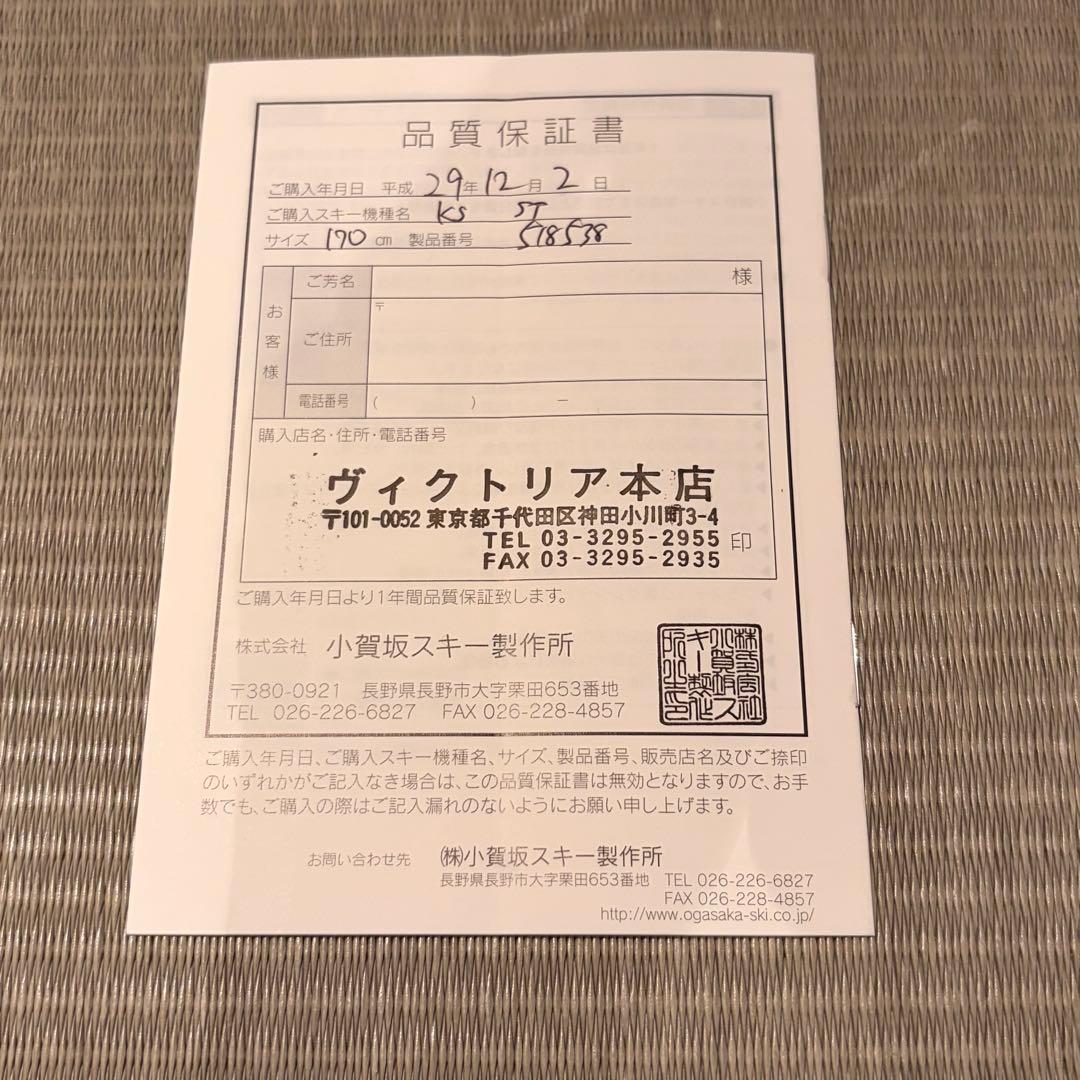 品質保証書
ご購入年月日 平成 29年 12月 2日
ご購入スキー機種名 KS ST
サイズ 170 cm 製品番号 518538
お客様
ご芳名 様
ご住所 〒
電話番号 ( ) −
購入店名・住所・電話番号
ヴィクトリア本店
〒101-0052 東京都千代田区神田小川町3-4
TEL 03-3295-2955 印
FAX 03-3295-2935
ご購入年月日より1年間品質保証致します。
株式会社 小賀坂スキー製作所
〒380-0921 長野県長野市大字栗田653番地
TEL 026-226-6827 FAX 026-228-4857
ご購入年月日、ご購入スキー機種名、サイズ、製品番号、販売店名及びご捺印
のいずれかがご記入なき場合は、この品質保証書は無効となりますので、お手
数でも、ご購入の際はご記入漏れのないようにお願い申し上げます。
お問い合わせ先 ㈱小賀坂スキー製作所
長野県長野市大字栗田653番地 TEL 026-226-6827
FAX 026-228-4857
http://www.ogasaka-ski.co.jp/